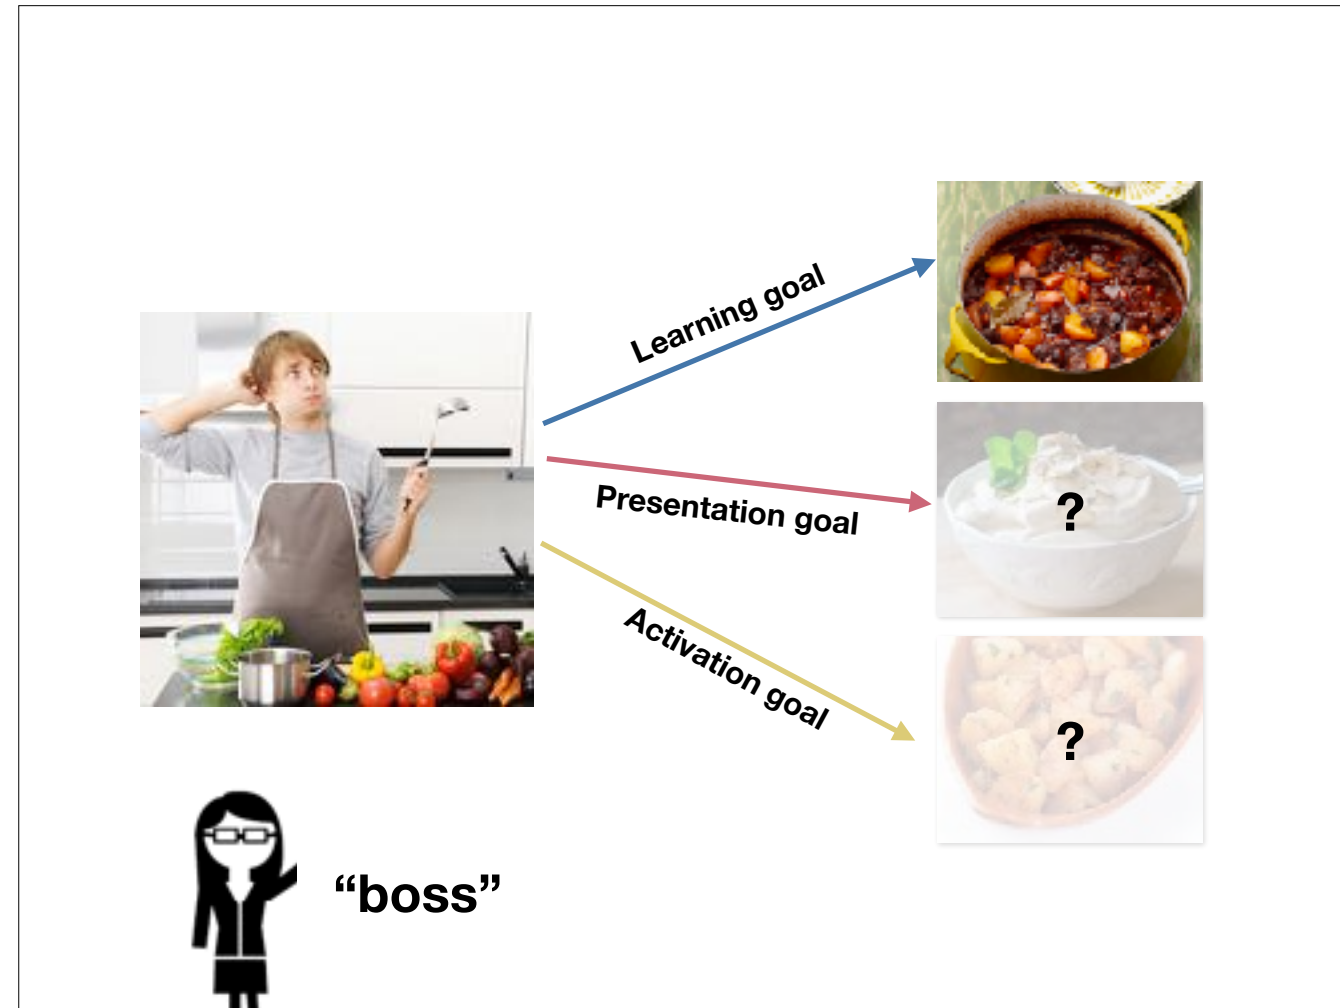 Learning goal
Presentation goal
?
Activation goal
?
“boss”